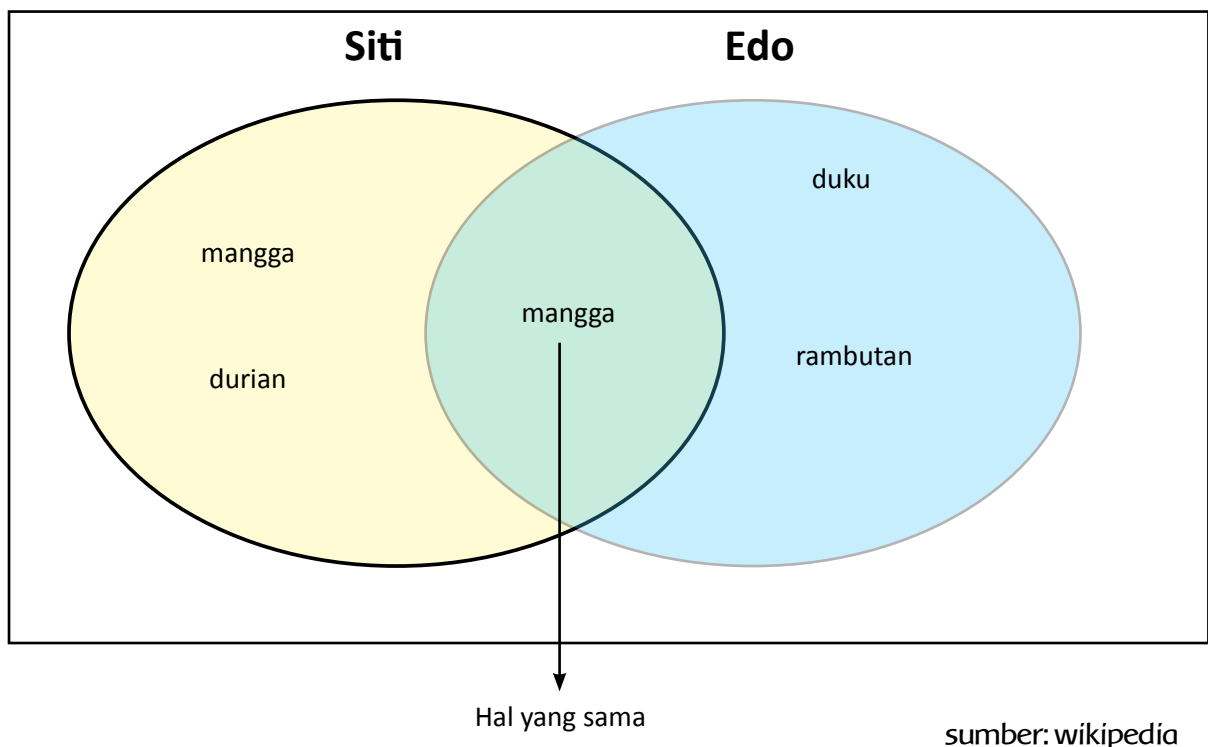 Siti Edo
duku
mangga
mangga
rambutan
durian
Hal yang sama
sumber: wikipedia